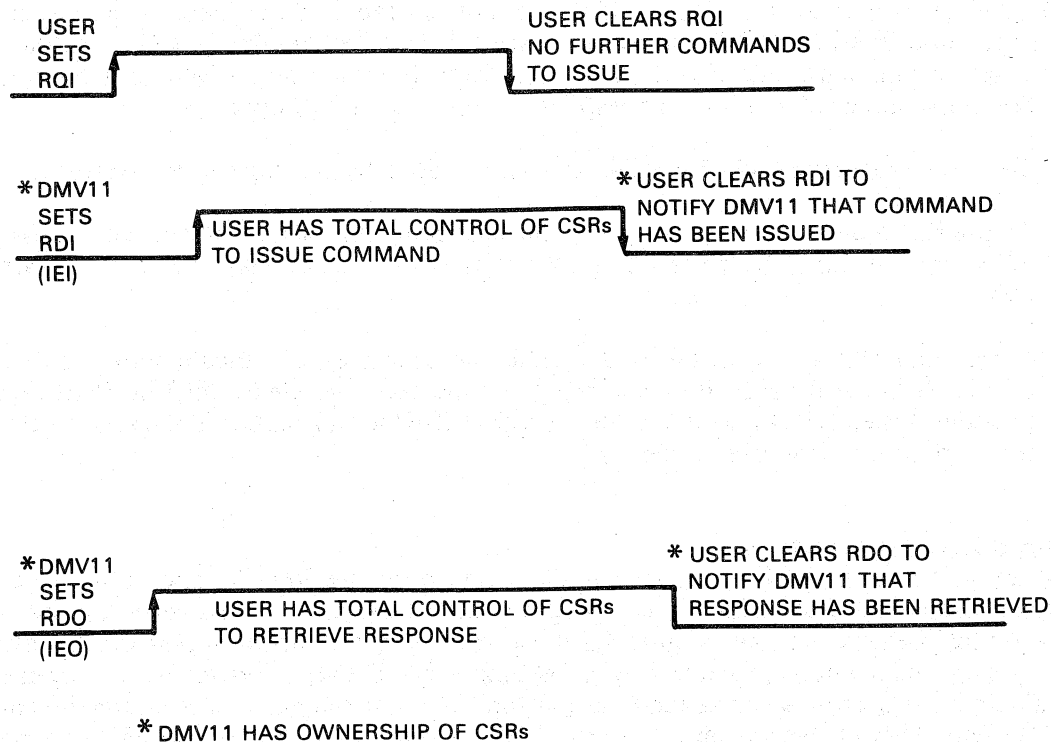 USER
SETS
RQI
USER CLEARS RQI
NO FURTHER COMMANDS
TO ISSUE
*DMV11
SETS
RDI
(IEI)
USER HAS TOTAL CONTROL OF CSRs
TO ISSUE COMMAND
*USER CLEARS RDI TO
NOTIFY DMV11 THAT COMMAND
HAS BEEN ISSUED
*DMV11
SETS
RDO
(IEO)
USER HAS TOTAL CONTROL OF CSRs
TO RETRIEVE RESPONSE
* USER CLEARS RDO TO
NOTIFY DMV11 THAT
RESPONSE HAS BEEN RETRIEVED
* DMV11 HAS OWNERSHIP OF CSRs